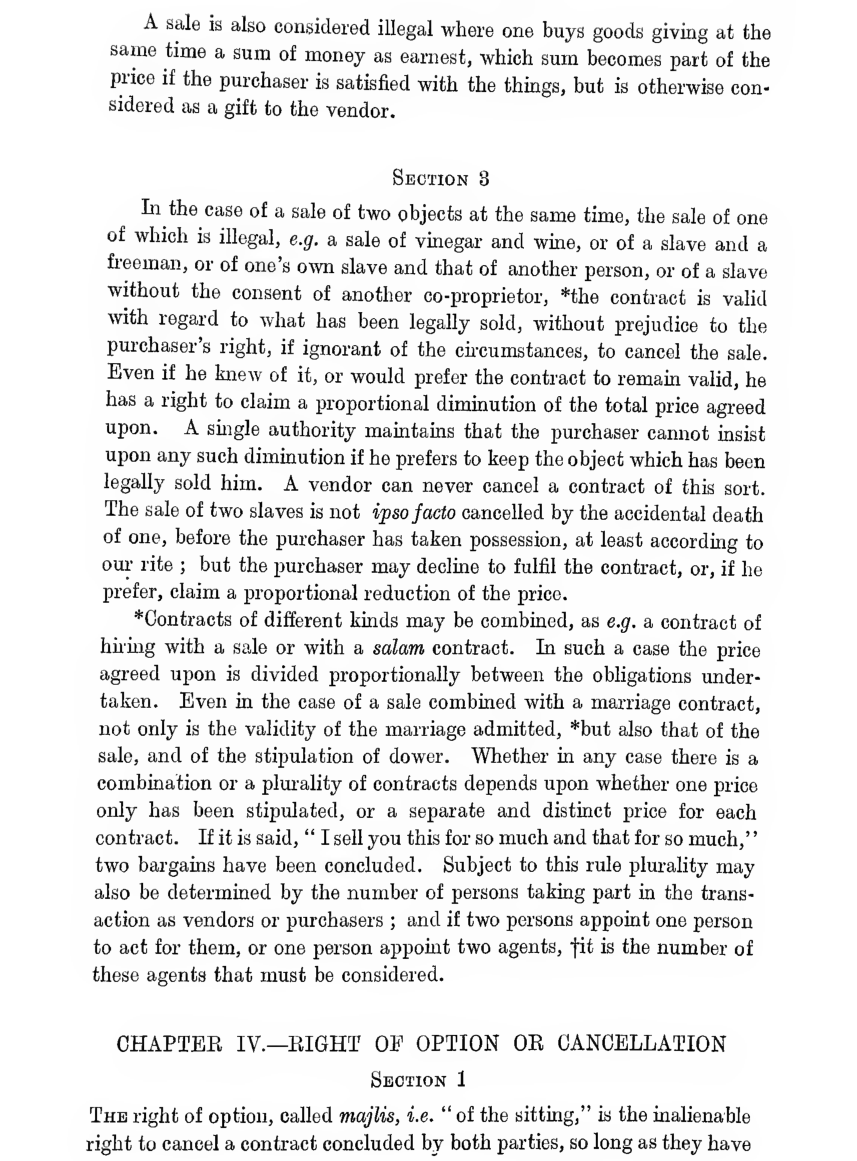 A sale is also considered illegal where one buys goods giving at the
same time a sum of money as earnest, which sum becomes part of the
price if the purchaser is satisfied with the things, but is otherwise con-
sidered as a gift to the vendor.
SECTION 3
In the case of a sale of two objects at the same time, the sale of one
of which is illegal, e.g. a sale of vinegar and wine, or of a slave and a
freeman, or of one's own slave and that of another person, or of a slave
without the consent of another co-proprietor, *the contract is valid
with regard to what has been legally sold, without prejudice to the
purchaser's right, if ignorant of the circumstances, to cancel the sale.
Even if he knew of it, or would prefer the contract to remain valid, he
has a right to claim a proportional diminution of the total price agreed
upon. A single authority maintains that the purchaser cannot insist
upon any such diminution if he prefers to keep the object which has been
legally sold him. A vendor can never cancel a contract of this sort.
The sale of two slaves is not ipso facto cancelled by the accidental death
of one, before the purchaser has taken possession, at least according to
our rite ; but the purchaser may decline to fulfil the contract, or, if he
prefer, claim a proportional reduction of the price.
*Contracts of different kinds may be combined, as e.g. a contract of
hiring with a sale or with a salam contract. In such a case the price
agreed upon is divided proportionally between the obligations under-
taken. Even in the case of a sale combined with a marriage contract,
not only is the validity of the marriage admitted, *but also that of the
sale, and of the stipulation of dower. Whether in any case there is a
combination or a plurality of contracts depends upon whether one price
only has been stipulated, or a separate and distinct price for each
contract. If it is said, " I sell you this for so much and that for so much,"
two bargains have been concluded. Subject to this rule plurality may
also be determined by the number of persons taking part in the trans-
action as vendors or purchasers ; and if two persons appoint one person
to act for them, or one person appoint two agents, †it is the number of
these agents that must be considered.
CHAPTER IV.—RIGHT OF OPTION OR CANCELLATION
SECTION 1
THE right of option, called majlis, i.e. " of the sitting," is the inalienable
right to cancel a contract concluded by both parties, so long as they have